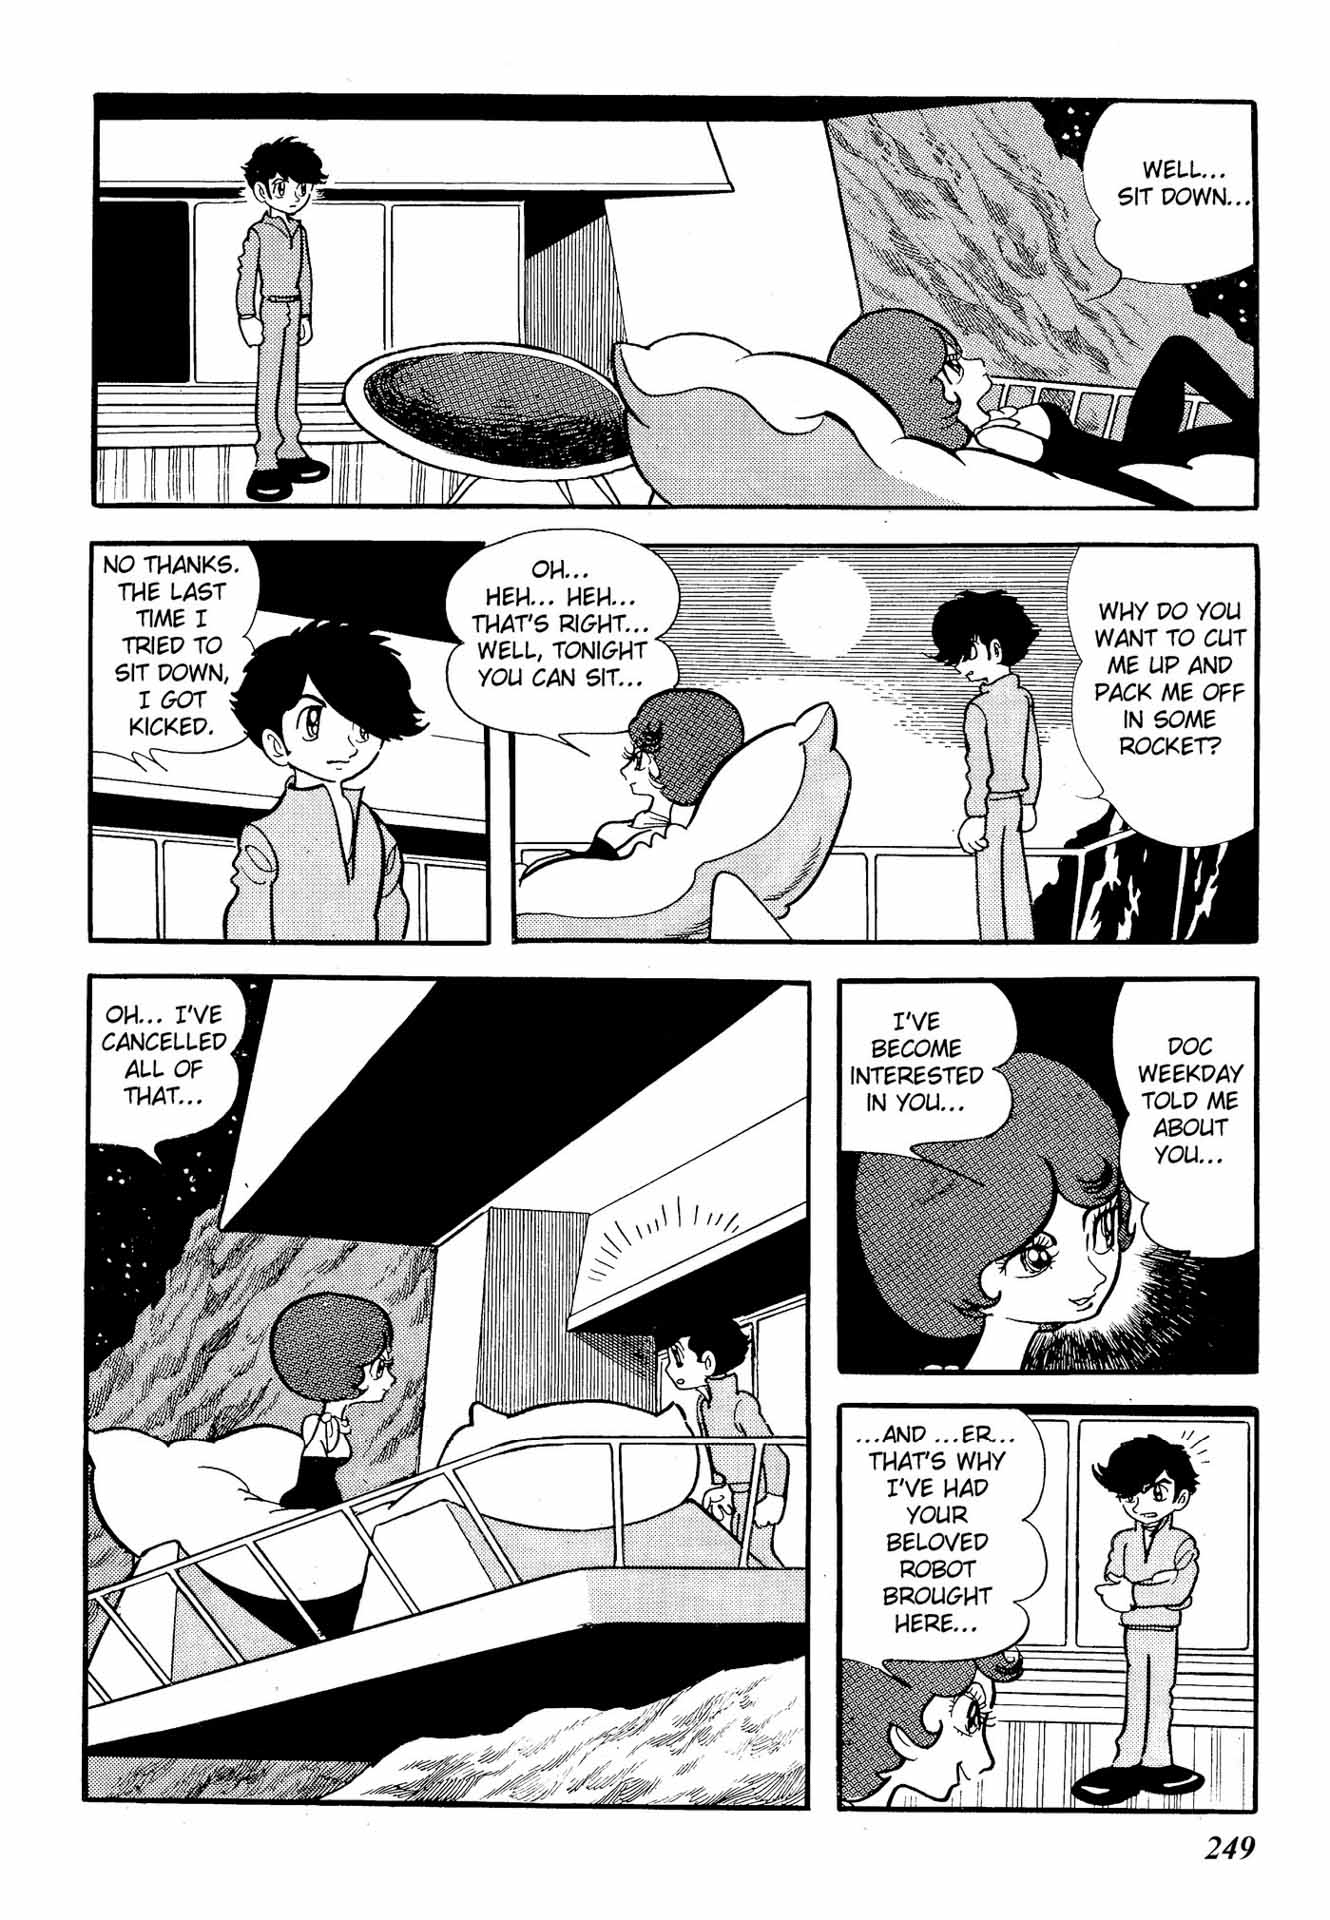 WELL...
SIT DOWN...
NO THANKS.
THE LAST
TIME I
TRIED TO
SIT DOWN,
I GOT
KICKED.
OH...
HEH... HEH...
THAT'S RIGHT...
WELL, TONIGHT
YOU CAN SIT...
WHY DO YOU
WANT TO CUT
ME UP AND
PACK ME OFF
IN SOME
ROCKET?
OH... I'VE
CANCELLED
ALL OF
THAT...
I'VE
BECOME
INTERESTED
IN YOU...
DOC
WEEKDAY
TOLD ME
ABOUT
YOU...
...AND ...ER...
THAT'S WHY
I'VE HAD
YOUR
BELOVED
ROBOT
BROUGHT
HERE...
249